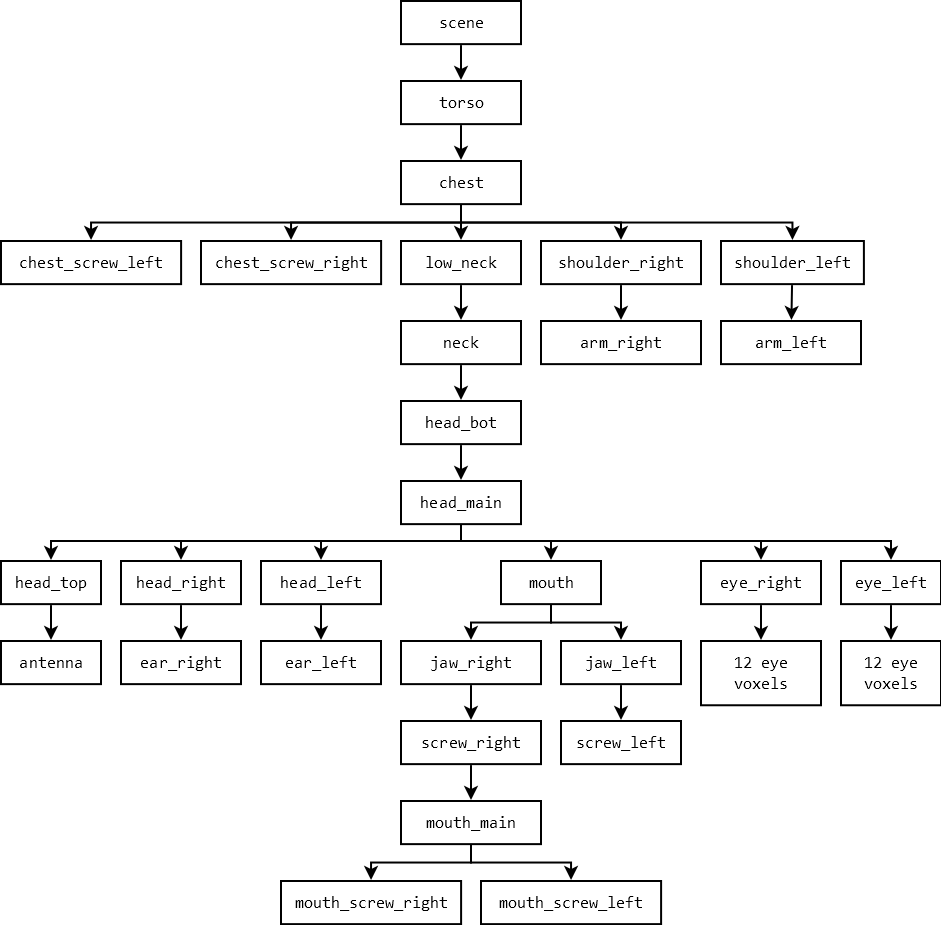 scene
torso
chest
chest_screw_left
chest_screw_right
low_neck
shoulder_right
shoulder_left
neck
arm_right
arm_left
head_bot
head_main
head_top
head_right
head_left
mouth
eye_right
eye_left
antenna
ear_right
ear_left
jaw_right
jaw_left
12 eye
voxels
12 eye
voxels
screw_right
screw_left
mouth_main
mouth_screw_right
mouth_screw_left